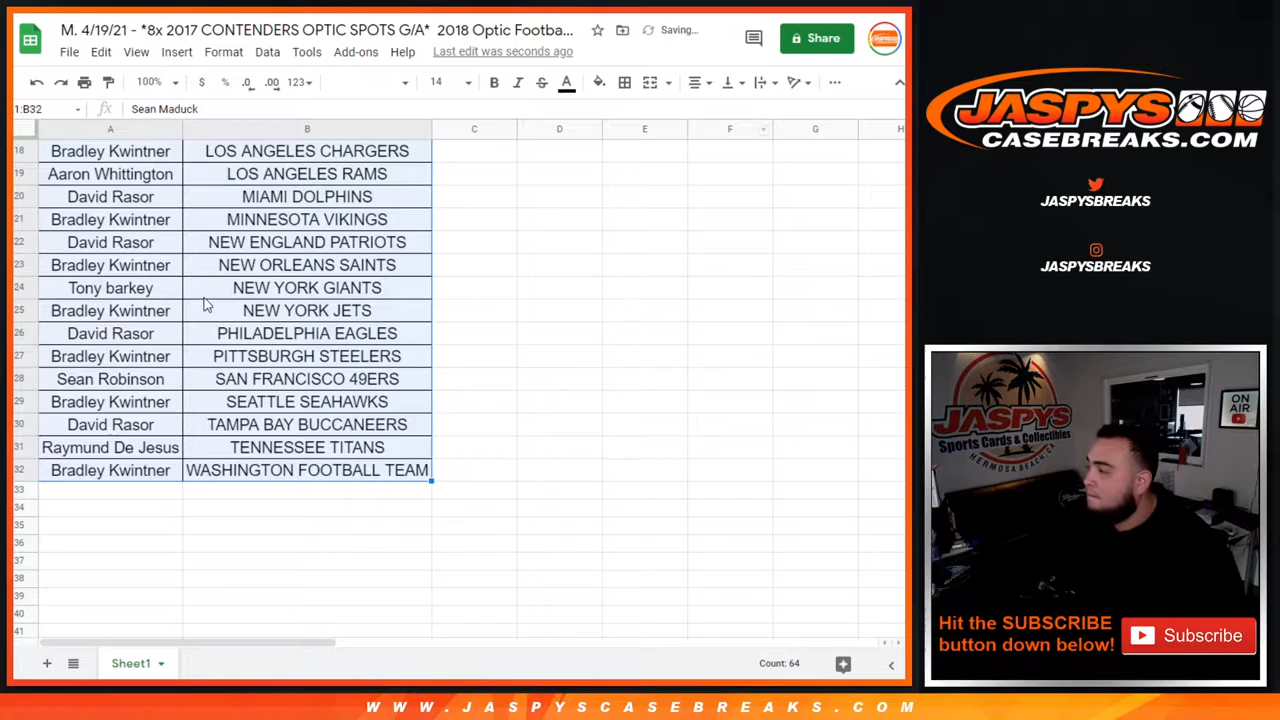 M. 4/19/21 - *8x 2017 CONTENDERS OPTIC SPOTS G/A* 2018 Optic Footba...
Saving...
Share
File Edit View Insert Format Data Tools Add-ons Help Last edit was seconds ago
100% $ % .0 .00 123 14 B I S A
1:B32 fx Sean Maduck
A B C D E F G H
18 Bradley Kwintner LOS ANGELES CHARGERS
19 Aaron Whittington LOS ANGELES RAMS
20 David Rasor MIAMI DOLPHINS
21 Bradley Kwintner MINNESOTA VIKINGS
22 David Rasor NEW ENGLAND PATRIOTS
23 Bradley Kwintner NEW ORLEANS SAINTS
24 Tony barkey NEW YORK GIANTS
25 Bradley Kwintner NEW YORK JETS
26 David Rasor PHILADELPHIA EAGLES
27 Bradley Kwintner PITTSBURGH STEELERS
28 Sean Robinson SAN FRANCISCO 49ERS
29 Bradley Kwintner SEATTLE SEAHAWKS
30 David Rasor TAMPA BAY BUCCANEERS
31 Raymund De Jesus TENNESSEE TITANS
32 Bradley Kwintner WASHINGTON FOOTBALL TEAM
33
34
35
36
37
38
39
40
41
Sheet1
Count: 64
JASPYS
CASEBREAKS.COM
JASPYSBREAKS
JASPYSBREAKS
JASPYS
Sports Cards & Collectibles
HERMOSA BEACH, CA
ON
AIR
Hit the SUBSCRIBE
button down below!
Subscribe
WWW.JASPYSCASEBREAKS.COM